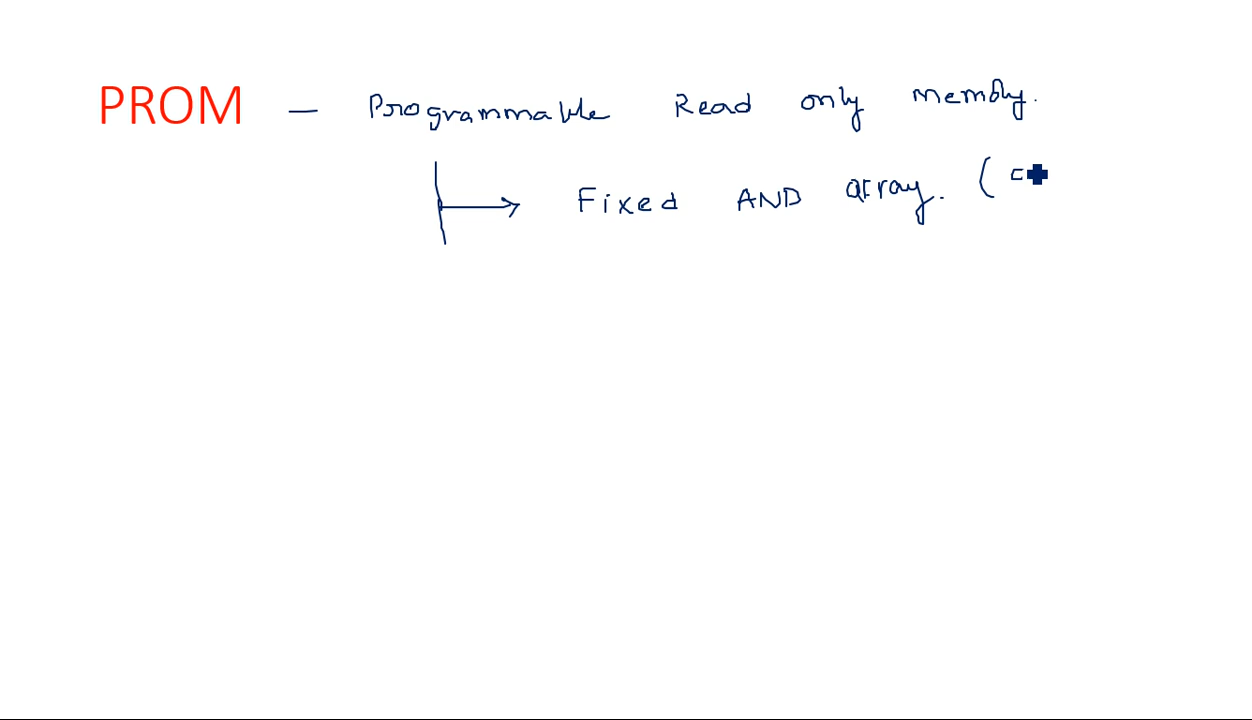 PROM — Programmable Read only memory.
Fixed AND array. (